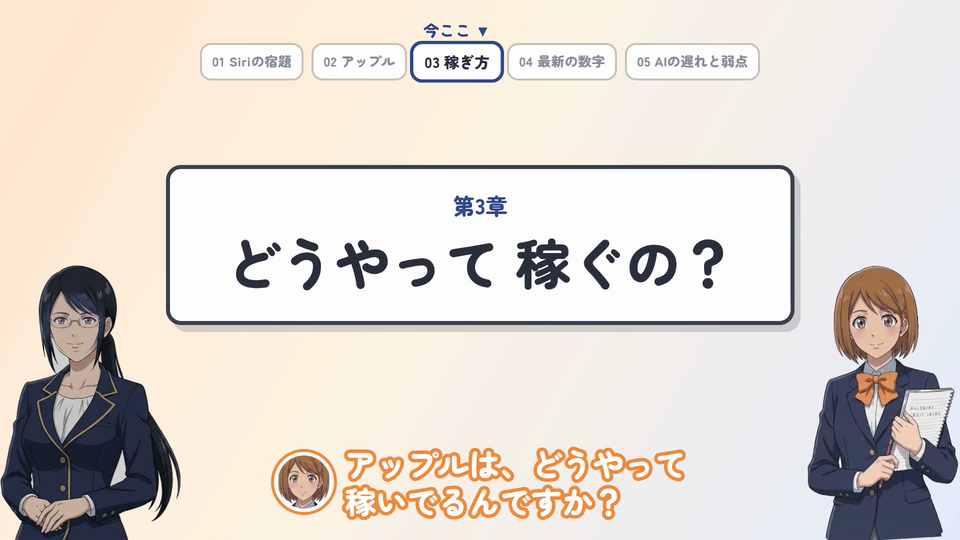 今ここ ▼
01 Siriの宿題
02 アップル
03 稼ぎ方
04 最新の数字
05 AIの遅れと弱点
第3章
どうやって 稼ぐの？
アップルは、どうやって
稼いでるんですか？